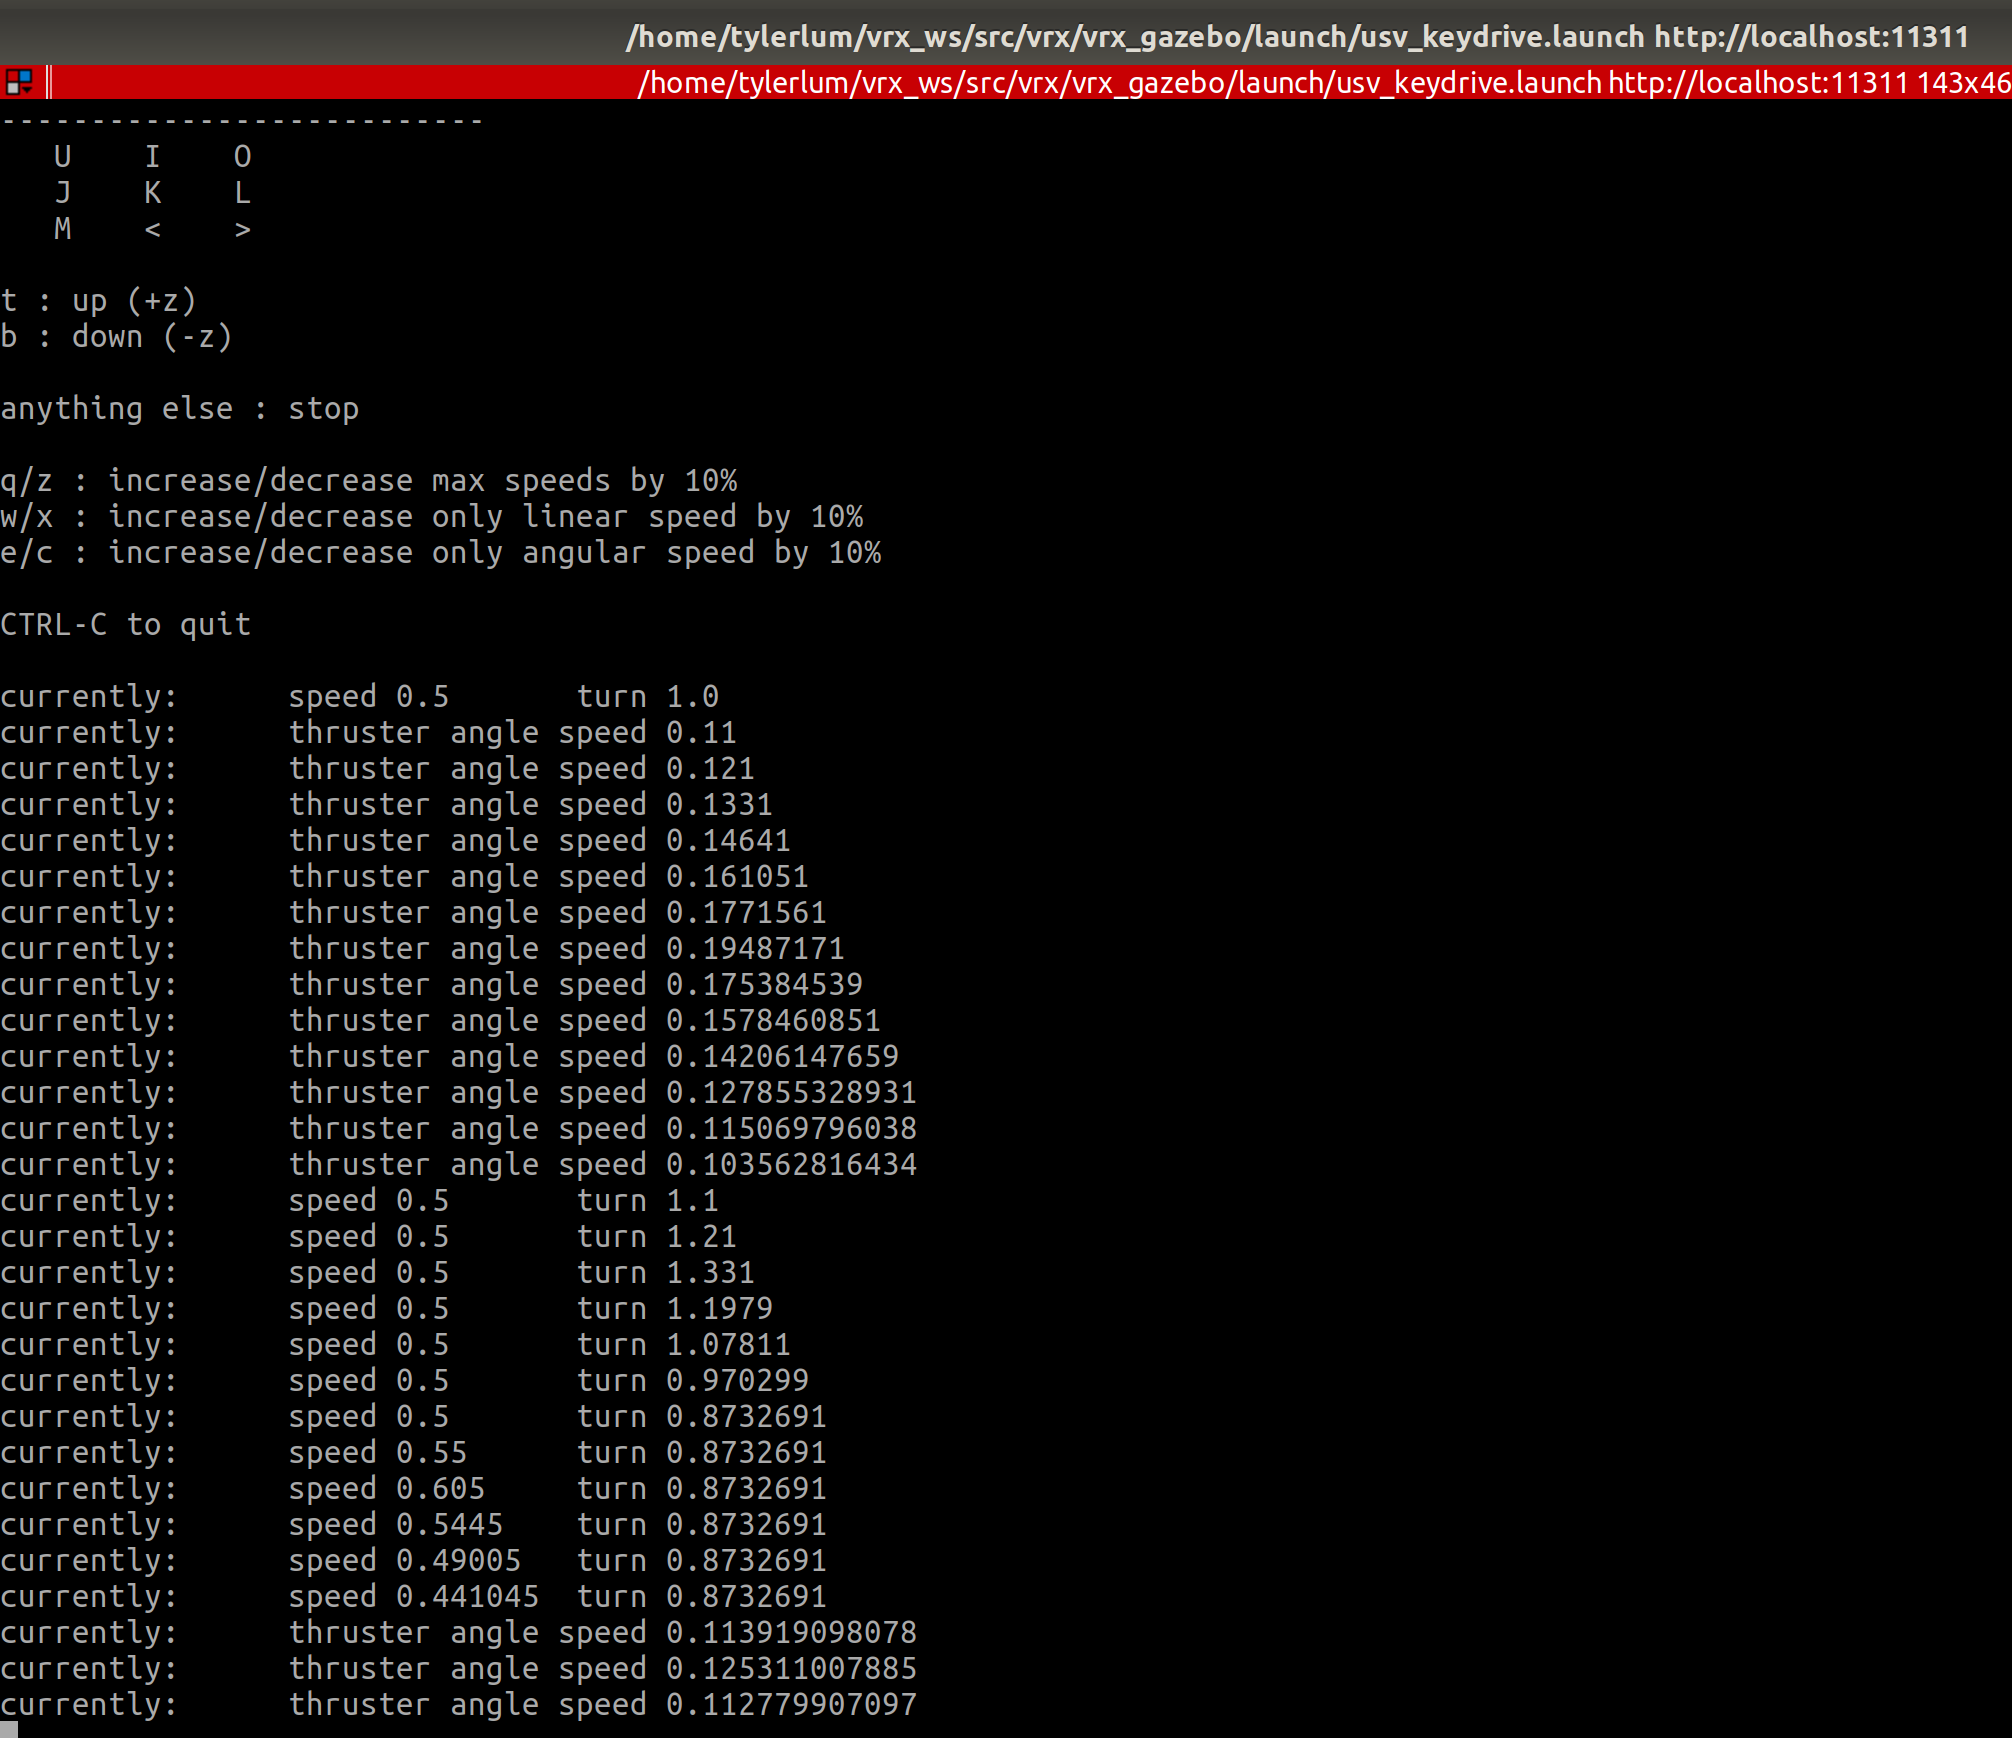 /home/tylerlum/vrx_ws/src/vrx/vrx_gazebo/launch/usv_keydrive.launch http://localhost:11311
/home/tylerlum/vrx_ws/src/vrx/vrx_gazebo/launch/usv_keydrive.launch http://localhost:11311 143x46
---------------------------
U I O
J K L
M < >
t : up (+z)
b : down (-z)
anything else : stop
q/z : increase/decrease max speeds by 10%
w/x : increase/decrease only linear speed by 10%
e/c : increase/decrease only angular speed by 10%
CTRL-C to quit
currently: speed 0.5 turn 1.0
currently: thruster angle speed 0.11
currently: thruster angle speed 0.121
currently: thruster angle speed 0.1331
currently: thruster angle speed 0.14641
currently: thruster angle speed 0.161051
currently: thruster angle speed 0.1771561
currently: thruster angle speed 0.19487171
currently: thruster angle speed 0.175384539
currently: thruster angle speed 0.1578460851
currently: thruster angle speed 0.14206147659
currently: thruster angle speed 0.127855328931
currently: thruster angle speed 0.115069796038
currently: thruster angle speed 0.103562816434
currently: speed 0.5 turn 1.1
currently: speed 0.5 turn 1.21
currently: speed 0.5 turn 1.331
currently: speed 0.5 turn 1.1979
currently: speed 0.5 turn 1.07811
currently: speed 0.5 turn 0.970299
currently: speed 0.5 turn 0.8732691
currently: speed 0.55 turn 0.8732691
currently: speed 0.605 turn 0.8732691
currently: speed 0.5445 turn 0.8732691
currently: speed 0.49005 turn 0.8732691
currently: speed 0.441045 turn 0.8732691
currently: thruster angle speed 0.113919098078
currently: thruster angle speed 0.125311007885
currently: thruster angle speed 0.112779907097